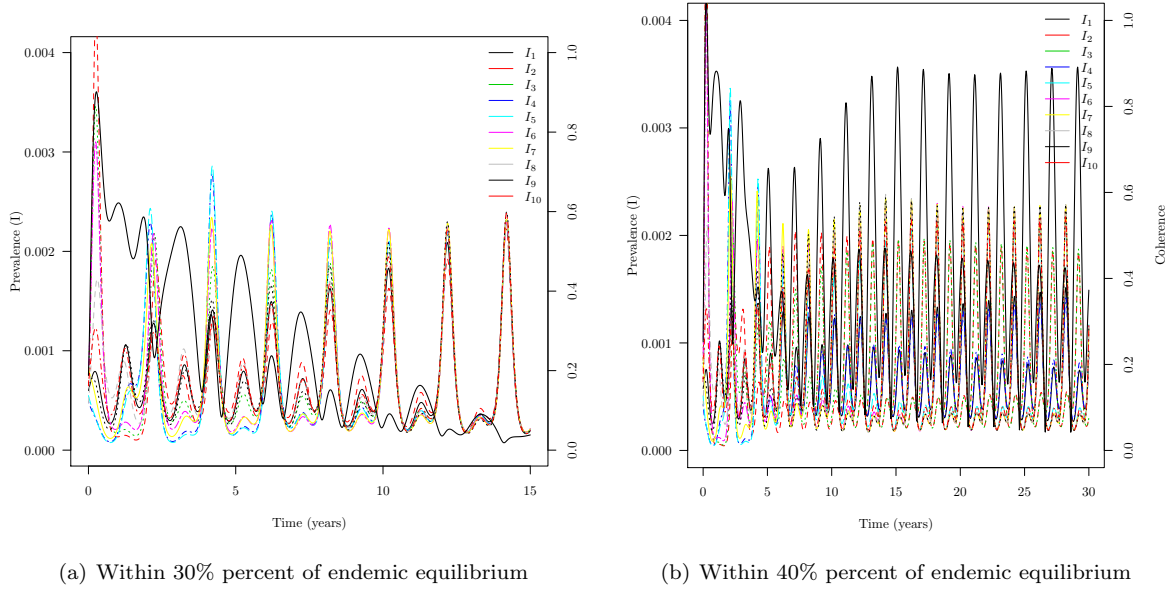 0.004
0.003
0.002
0.001
0.000
Prevalence (I)
1.0
0.8
0.6
0.4
0.2
0.0
I1
I2
I3
I4
I5
I6
I7
I8
I9
I10
0 5 10 15
Time (years)
(a) Within 30% percent of endemic equilibrium
0.004
0.003
0.002
0.001
0.000
Prevalence (I)
1.0
0.8
0.6
0.4
0.2
0.0
Coherence
I1
I2
I3
I4
I5
I6
I7
I8
I9
I10
0 5 10 15 20 25 30
Time (years)
(b) Within 40% percent of endemic equilibrium